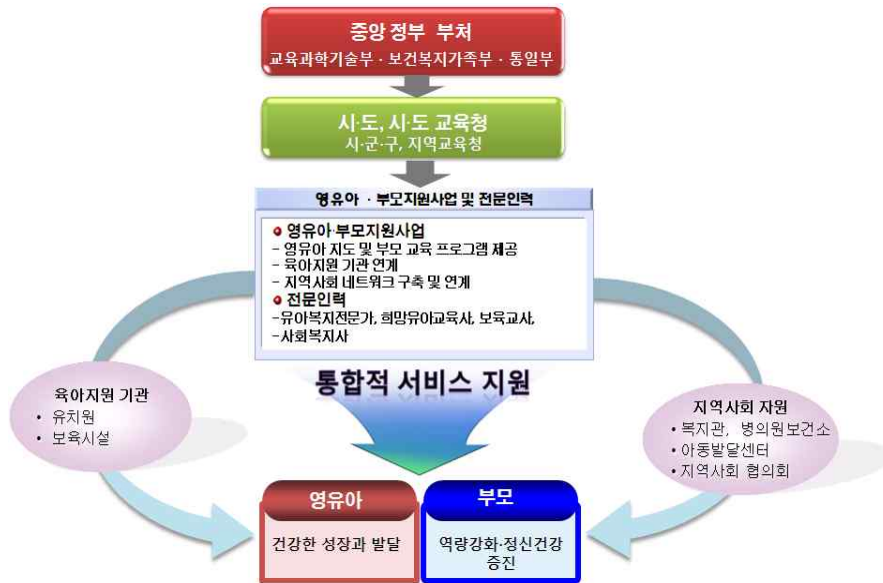 중앙 정부 부처
교육과학기술부 · 보건복지가족부 · 통일부
시·도, 시·도 교육청
시·군·구, 지역교육청
영유아 · 부모지원사업 및 전문인력
● 영유아·부모지원사업
- 영유아 지도 및 부모 교육 프로그램 제공
- 육아지원 기관 연계
- 지역사회 네트워크 구축 및 연계
● 전문인력
-유아복지전문가, 희망유아교육사, 보육교사,
-사회복지사
통합적 서비스 지원
육아지원 기관
• 유치원
• 보육시설
지역사회 자원
• 복지관, 병의원보건소
• 아동발달센터
• 지역사회 협의회
영유아
건강한 성장과 발달
부모
역량강화·정신건강
증진